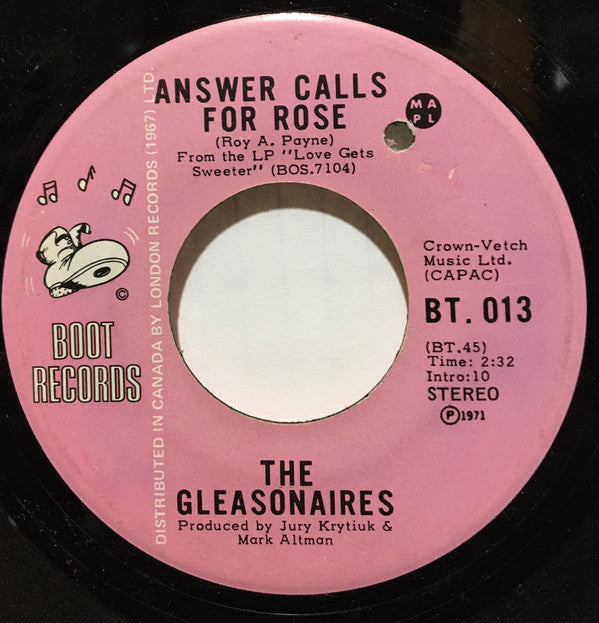 ANSWER CALLS
FOR ROSE
(Roy A. Payne)
From the LP "Love Gets
Sweeter" (BOS.7104)
M A
P L
DISTRIBUTED IN CANADA BY LONDON RECORDS (1967) LTD.
©
BOOT
RECORDS
Crown-Vetch
Music Ltd.
(CAPAC)
BT. 013
(BT.45)
Time: 2:32
Intro:10
STEREO
℗1971
THE
GLEASONAIRES
Produced by Jury Krytiuk &
Mark Altman